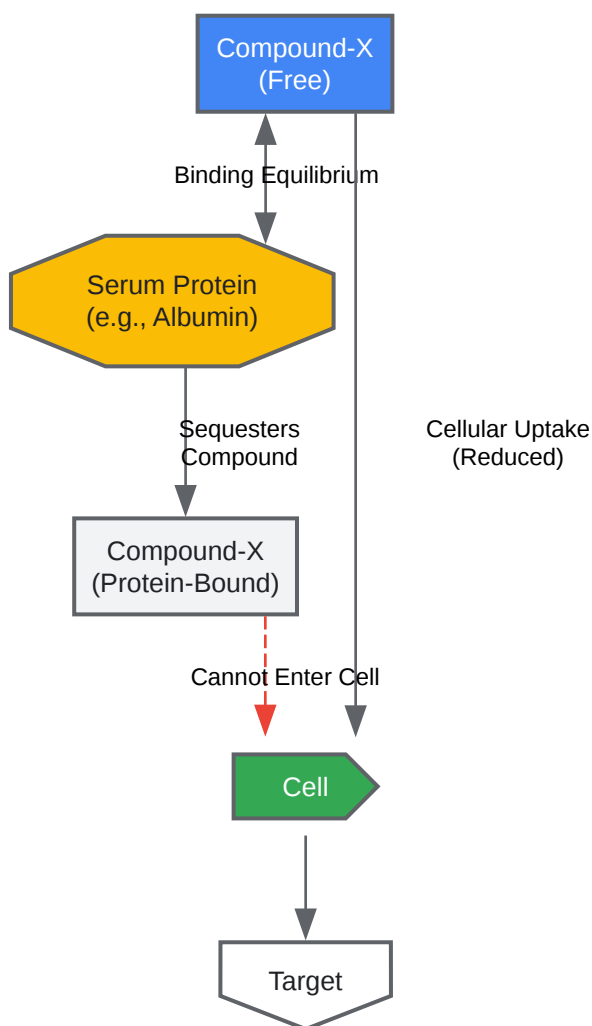 Compound-X
(Free)
Binding Equilibrium
Serum Protein
(e.g., Albumin)
Sequesters
Compound
Cellular Uptake
(Reduced)
Compound-X
(Protein-Bound)
Cannot Enter Cell
Cell
Target